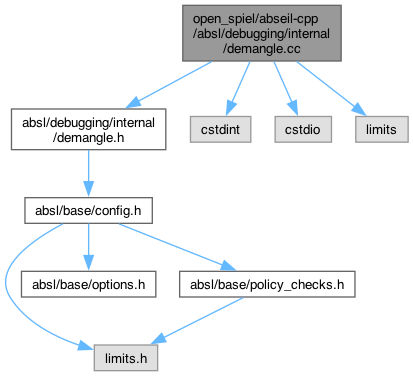 open_spiel/abseil-cpp
/absl/debugging/internal
/demangle.cc
absl/debugging/internal
/demangle.h
cstdint
cstdio
limits
absl/base/config.h
absl/base/options.h
absl/base/policy_checks.h
limits.h